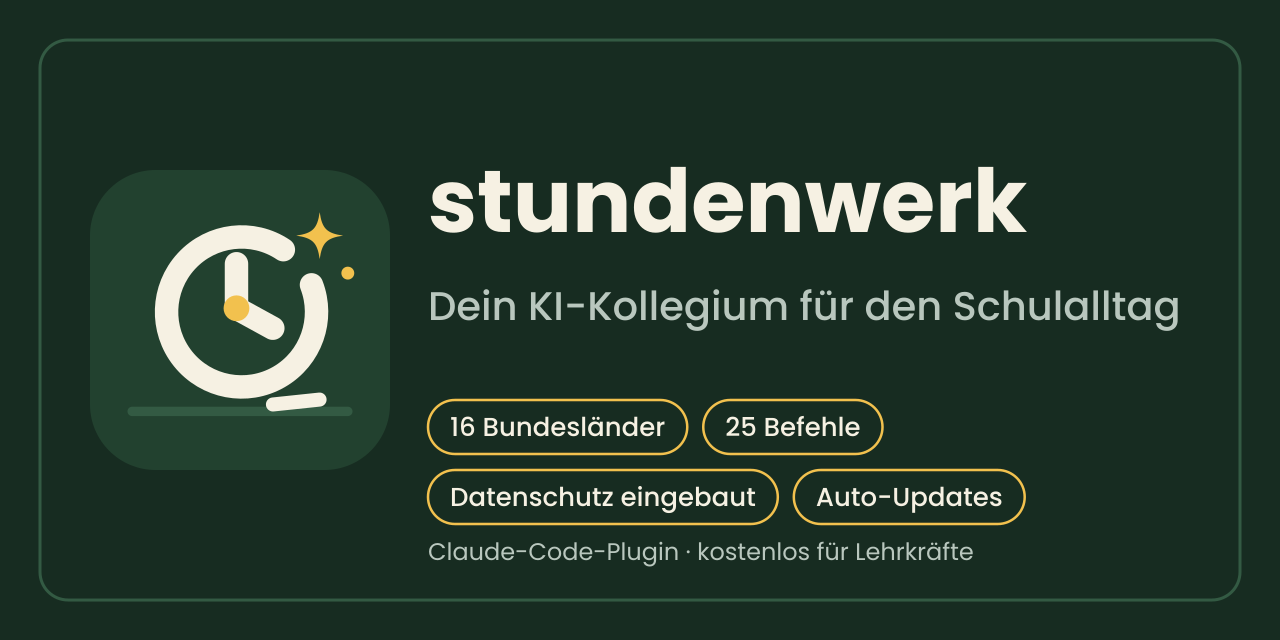 stundenwerk
Dein KI-Kollegium für den Schulalltag
16 Bundesländer
25 Befehle
Datenschutz eingebaut
Auto-Updates
Claude-Code-Plugin · kostenlos für Lehrkräfte